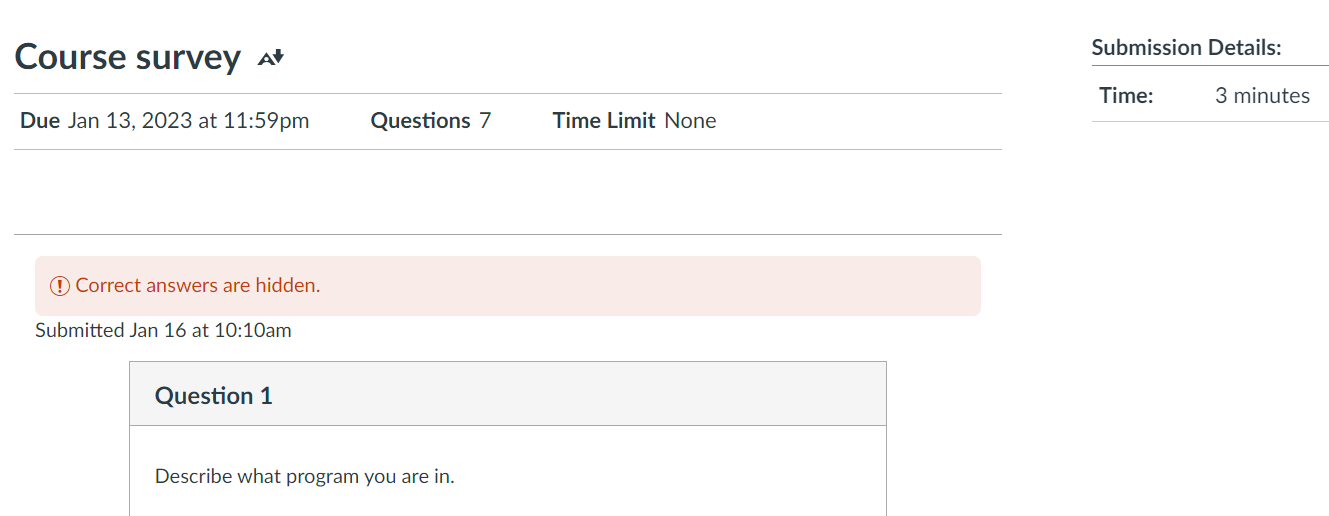 Course survey
Due Jan 13, 2023 at 11:59pm Questions 7 Time Limit None
Correct answers are hidden.
Submitted Jan 16 at 10:10am
Question 1
Describe what program you are in.
Submission Details:
Time: 3 minutes